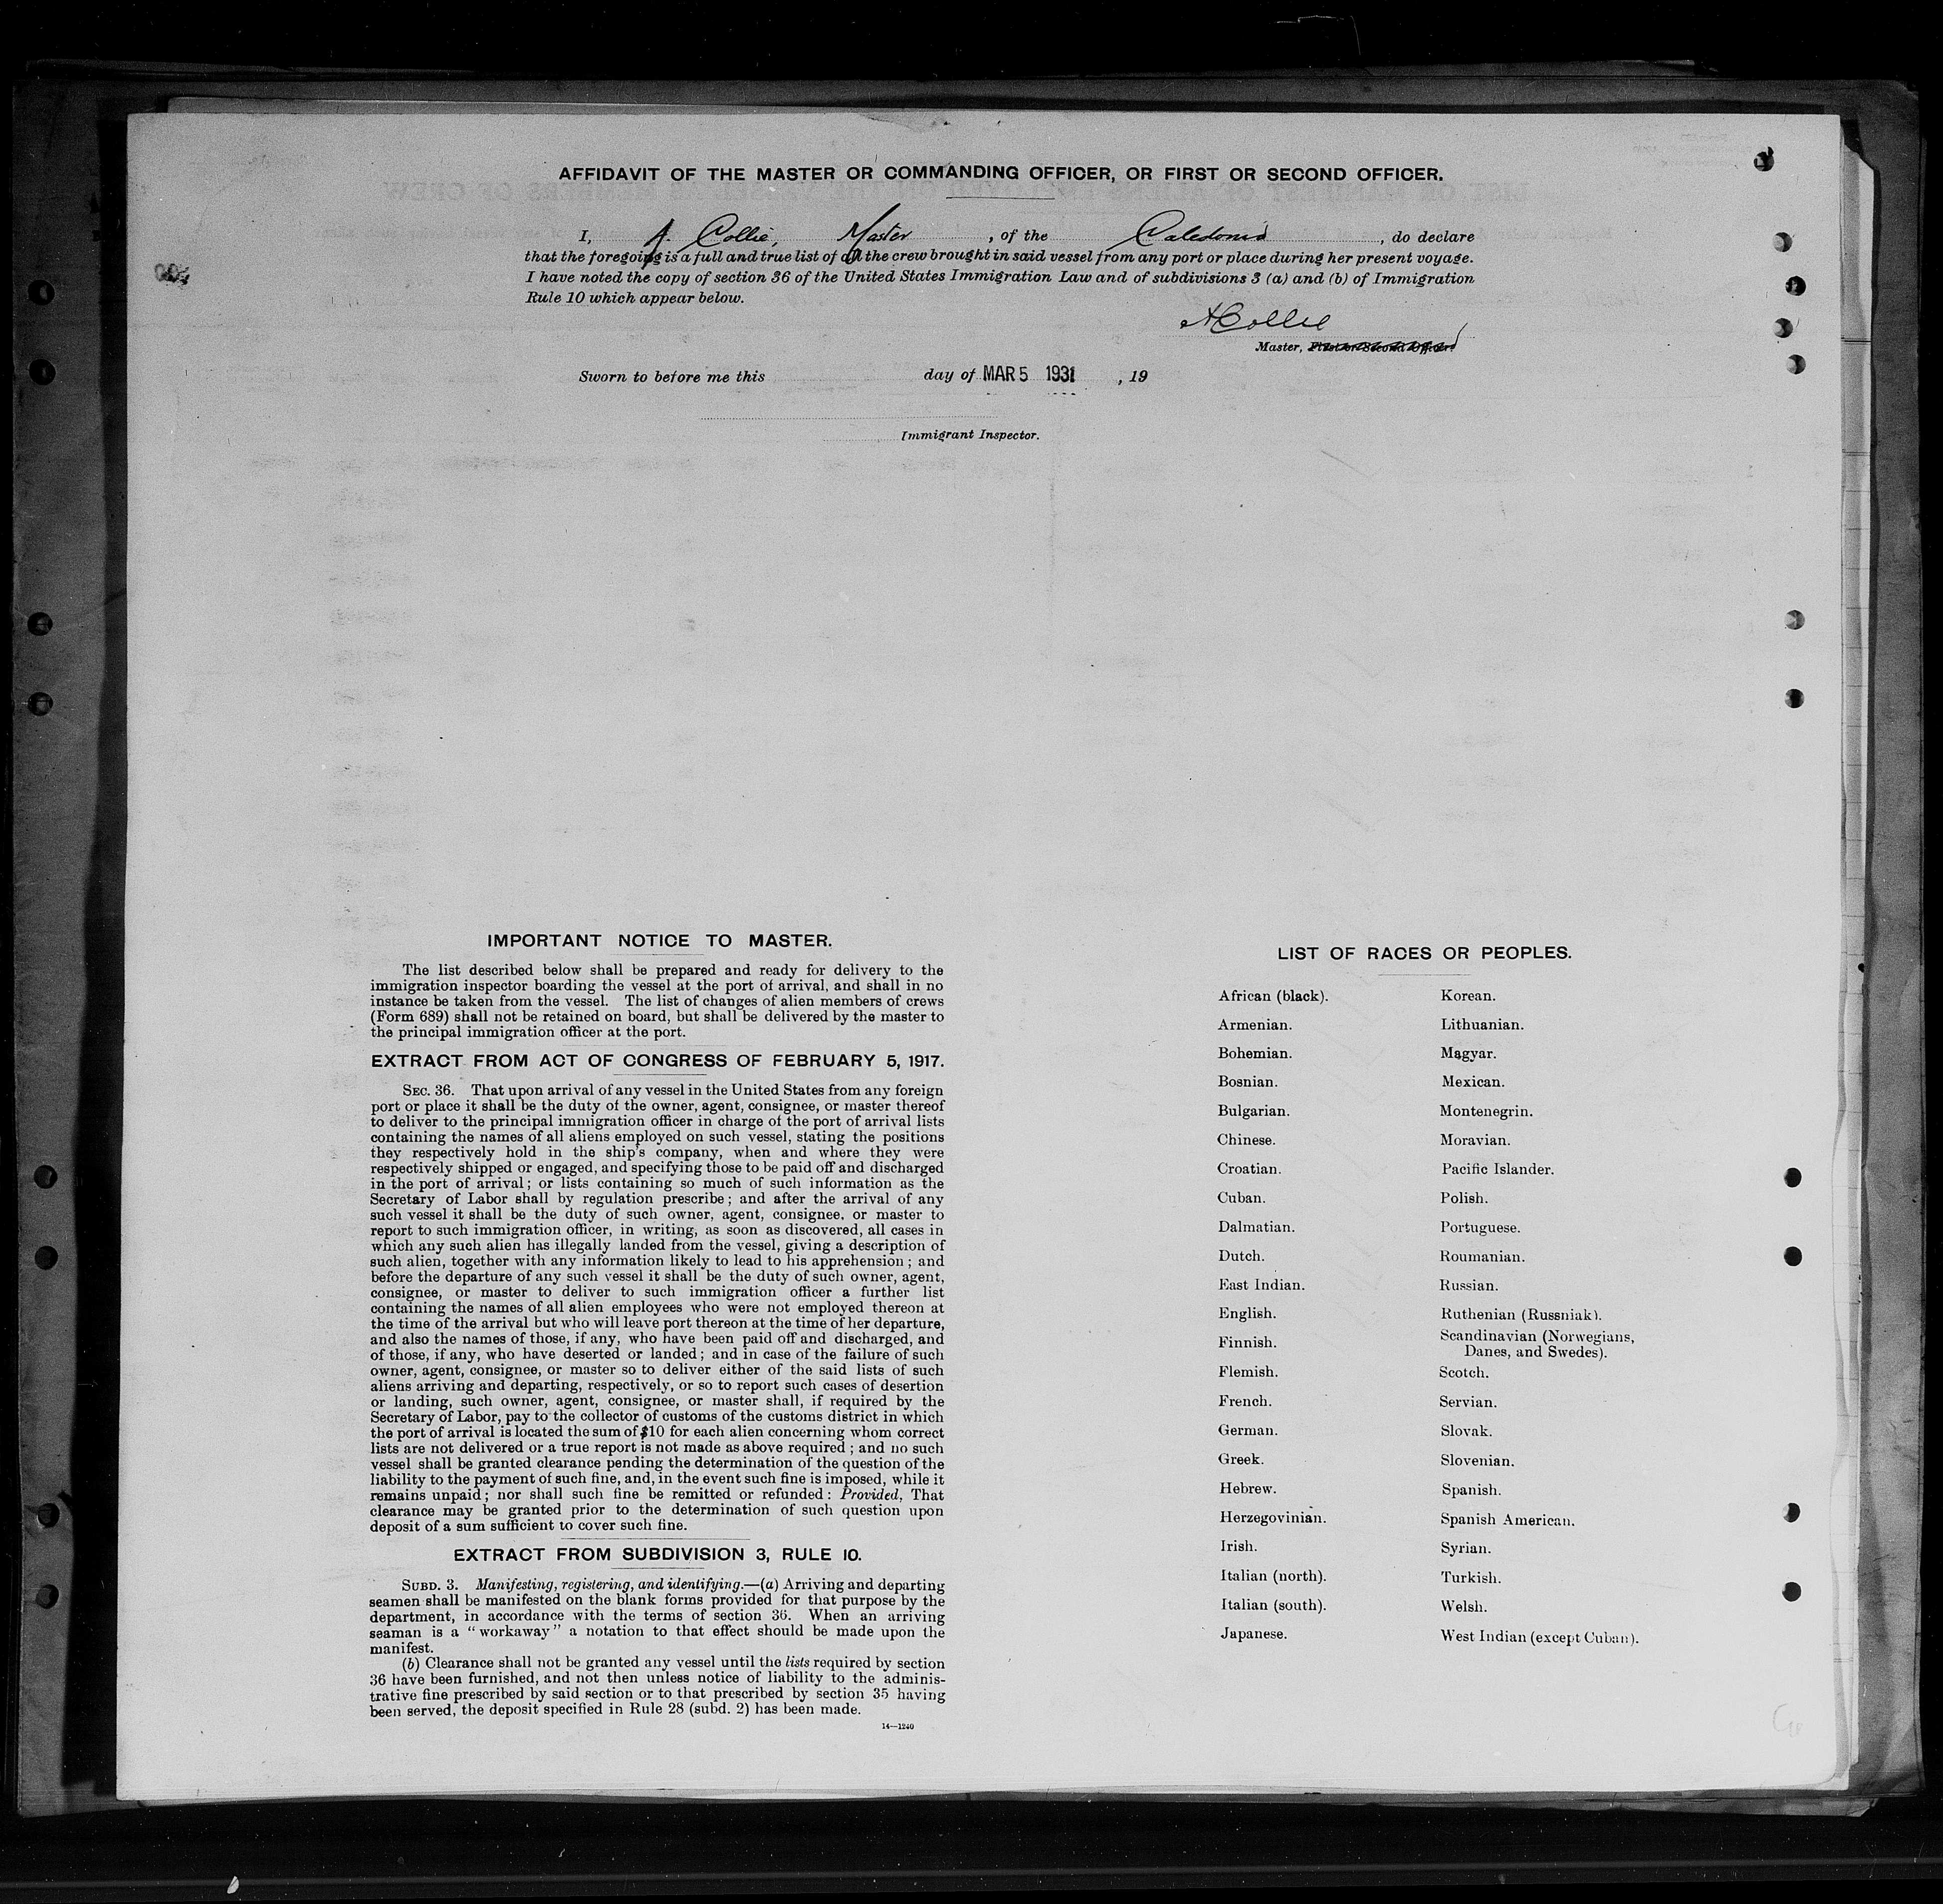 AFFIDAVIT OF THE MASTER OR COMMANDING OFFICER, OR FIRST OR SECOND OFFICER.
I, A. Collie, Master, of the Caledonia, do declare
that the foregoing is a full and true list of all the crew brought in said vessel from any port or place during her present voyage.
I have noted the copy of section 36 of the United States Immigration Law and of subdivisions 3 (a) and (b) of Immigration
Rule 10 which appear below.
A Collie
Master, First or Second Officer.
Sworn to before me this day of MAR 5 1931, 19
Immigrant Inspector.
IMPORTANT NOTICE TO MASTER.
The list described below shall be prepared and ready for delivery to the
immigration inspector boarding the vessel at the port of arrival, and shall in no
instance be taken from the vessel. The list of changes of alien members of crews
(Form 689) shall not be retained on board, but shall be delivered by the master to
the principal immigration officer at the port.
EXTRACT FROM ACT OF CONGRESS OF FEBRUARY 5, 1917.
SEC. 36. That upon arrival of any vessel in the United States from any foreign
port or place it shall be the duty of the owner, agent, consignee, or master thereof
to deliver to the principal immigration officer in charge of the port of arrival lists
containing the names of all aliens employed on such vessel, stating the positions
they respectively hold in the ship's company, when and where they were
respectively shipped or engaged, and specifying those to be paid off and discharged
in the port of arrival; or lists containing so much of such information as the
Secretary of Labor shall by regulation prescribe; and after the arrival of any
such vessel it shall be the duty of such owner, agent, consignee, or master to
report to such immigration officer, in writing, as soon as discovered, all cases in
which any such alien has illegally landed from the vessel, giving a description of
such alien, together with any information likely to lead to his apprehension; and
before the departure of any such vessel it shall be the duty of such owner, agent,
consignee, or master to deliver to such immigration officer a further list
containing the names of all alien employees who were not employed thereon at
the time of the arrival but who will leave port thereon at the time of her departure,
and also the names of those, if any, who have been paid off and discharged, and
of those, if any, who have deserted or landed; and in case of the failure of such
owner, agent, consignee, or master so to deliver either of the said lists of such
aliens arriving and departing, respectively, or so to report such cases of desertion
or landing, such owner, agent, consignee, or master shall, if required by the
Secretary of Labor, pay to the collector of customs of the customs district in which
the port of arrival is located the sum of $10 for each alien concerning whom correct
lists are not delivered or a true report is not made as above required; and no such
vessel shall be granted clearance pending the determination of the question of the
liability to the payment of such fine, and, in the event such fine is imposed, while it
remains unpaid; nor shall such fine be remitted or refunded: Provided, That
clearance may be granted prior to the determination of such question upon
deposit of a sum sufficient to cover such fine.
EXTRACT FROM SUBDIVISION 3, RULE 10.
SUBD. 3. Manifesting, registering, and identifying.—(a) Arriving and departing
seamen shall be manifested on the blank forms provided for that purpose by the
department, in accordance with the terms of section 36. When an arriving
seaman is a "workaway" a notation to that effect should be made upon the
manifest.
(b) Clearance shall not be granted any vessel until the lists required by section
36 have been furnished, and not then unless notice of liability to the adminis-
trative fine prescribed by said section or to that prescribed by section 35 having
been served, the deposit specified in Rule 28 (subd. 2) has been made.
14—1240
LIST OF RACES OR PEOPLES.
African (black).
Armenian.
Bohemian.
Bosnian.
Bulgarian.
Chinese.
Croatian.
Cuban.
Dalmatian.
Dutch.
East Indian.
English.
Finnish.
Flemish.
French.
German.
Greek.
Hebrew.
Herzegovinian.
Irish.
Italian (north).
Italian (south).
Japanese.
Korean.
Lithuanian.
Magyar.
Mexican.
Montenegrin.
Moravian.
Pacific Islander.
Polish.
Portuguese.
Roumanian.
Russian.
Ruthenian (Russniak).
Scandinavian (Norwegians,
Danes, and Swedes).
Scotch.
Servian.
Slovak.
Slovenian.
Spanish.
Spanish American.
Syrian.
Turkish.
Welsh.
West Indian (except Cuban).